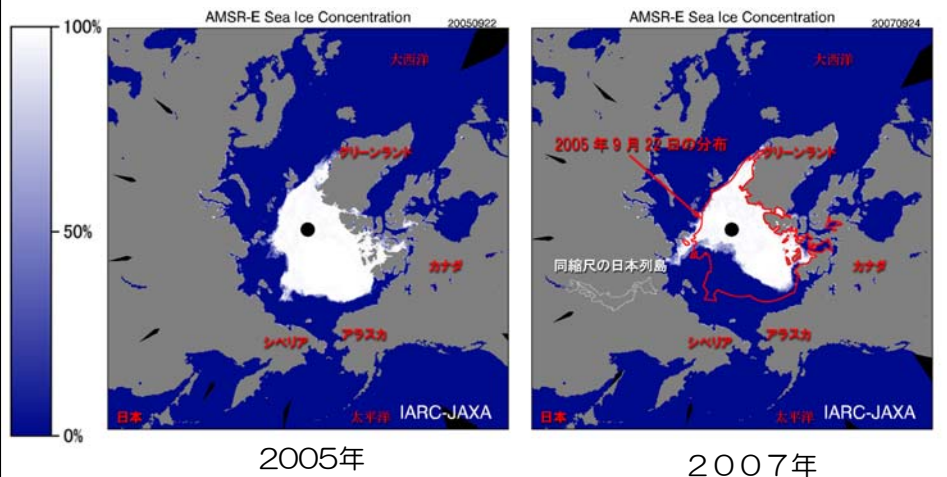 100%
50%
0%
AMSR-E Sea Ice Concentration
20050922
大西洋
グリーンランド
カナダ
シベリア
アラスカ
日本
太平洋
IARC-JAXA
2005年
AMSR-E Sea Ice Concentration
20070924
大西洋
2005年9月22日の分布
グリーンランド
同縮尺の日本列島
カナダ
シベリア
アラスカ
日本
太平洋
IARC-JAXA
２００７年